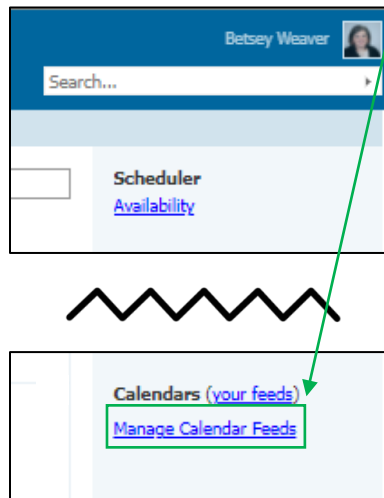 Betsey Weaver
Search...
Scheduler
Availability
Calendars (your feeds)
Manage Calendar Feeds